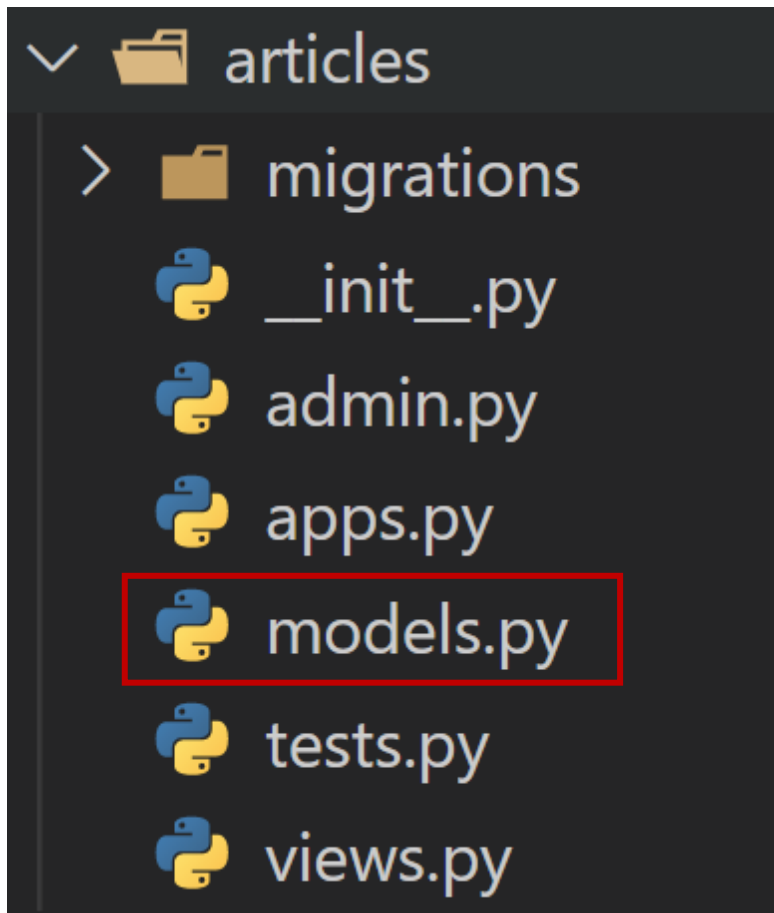 articles
migrations
__init__.py
admin.py
apps.py
models.py
tests.py
views.py